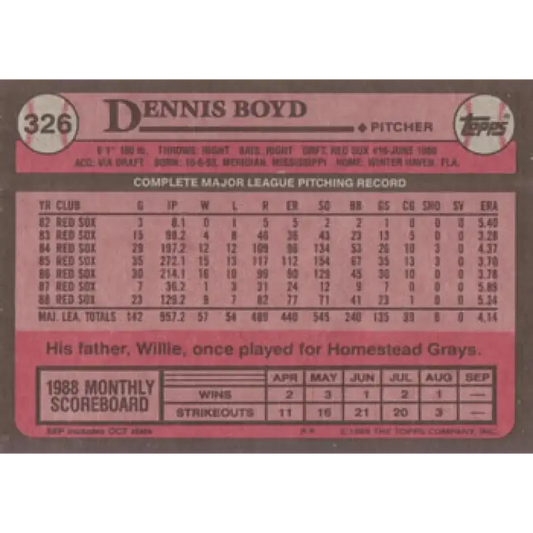 326
DENNIS BOYD
◆ PITCHER
Topps
6' 1" 160 lb. THROWS: RIGHT BATS: RIGHT DRFT: RED SOX #16-JUNE 1980
ACQ: VIA DRAFT BORN: 10-6-59, MERIDIAN, MISSISSIPPI HOME: WINTER HAVEN, FLA.
COMPLETE MAJOR LEAGUE PITCHING RECORD
YR CLUB G IP W L R ER SO BB GS CG SHO SV ERA
82 RED SOX 3 8.1 0 1 5 5 2 2 1 0 0 0 5.40
83 RED SOX 15 98.2 4 8 46 36 43 23 13 5 0 0 3.28
84 RED SOX 29 197.2 12 12 109 96 134 53 26 10 3 0 4.37
85 RED SOX 35 272.1 15 13 117 112 154 67 35 13 3 0 3.70
86 RED SOX 30 214.1 16 10 99 90 129 45 30 10 0 0 3.78
87 RED SOX 7 36.2 1 3 31 24 12 9 7 0 0 0 5.89
88 RED SOX 23 129.2 9 7 82 77 71 41 23 1 0 0 5.34
MAJ. LEA. TOTALS 142 957.2 57 54 489 440 545 240 135 39 6 0 4.14
His father, Willie, once played for Homestead Grays.
1988 MONTHLY SCOREBOARD
APR MAY JUN JUL AUG SEP
WINS 2 3 1 2 1 —
STRIKEOUTS 11 16 21 20 3 —
SEP includes OCT stats
** © 1989 THE TOPPS COMPANY, INC.